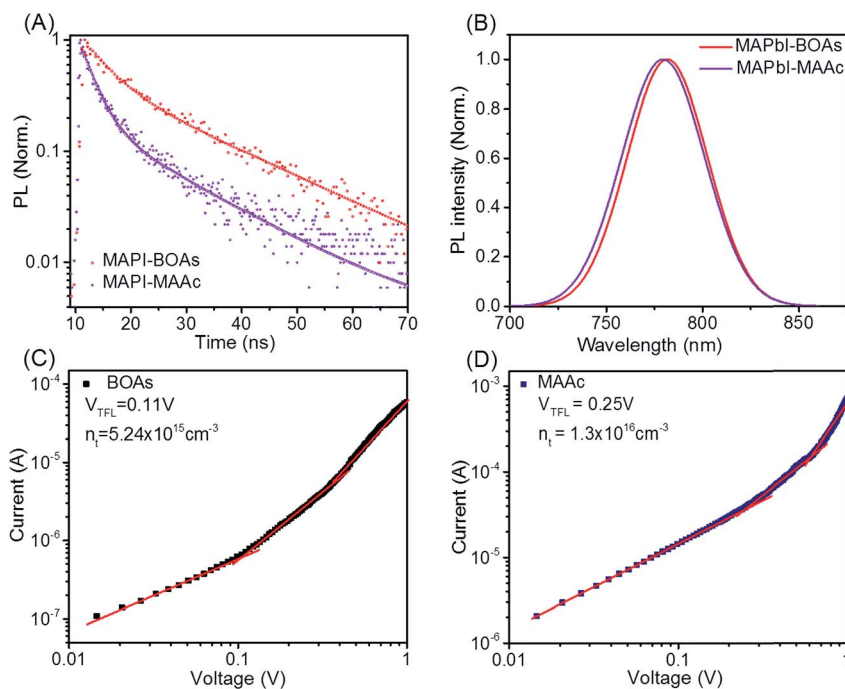 (A)
PL (Norm.)
1
0.1
0.01
MAPI-BOAs
MAPI-MAAc
10 20 30 40 50 60 70
Time (ns)
(B)
PL intensity (Norm.)
1.0
0.8
0.6
0.4
0.2
0.0
MAPbI-BOAs
MAPbI-MAAc
700 750 800 850
Wavelength (nm)
(C)
Current (A)
10⁻⁴
10⁻⁵
10⁻⁶
10⁻⁷
BOAs
V_TFL=0.11V
n_t=5.24x10¹⁵cm⁻³
0.01 0.1 1
Voltage (V)
(D)
Current (A)
10⁻³
10⁻⁴
10⁻⁵
10⁻⁶
MAAc
V_TFL = 0.25V
n_t = 1.3x10¹⁶cm⁻³
0.01 0.1 1
Voltage (V)